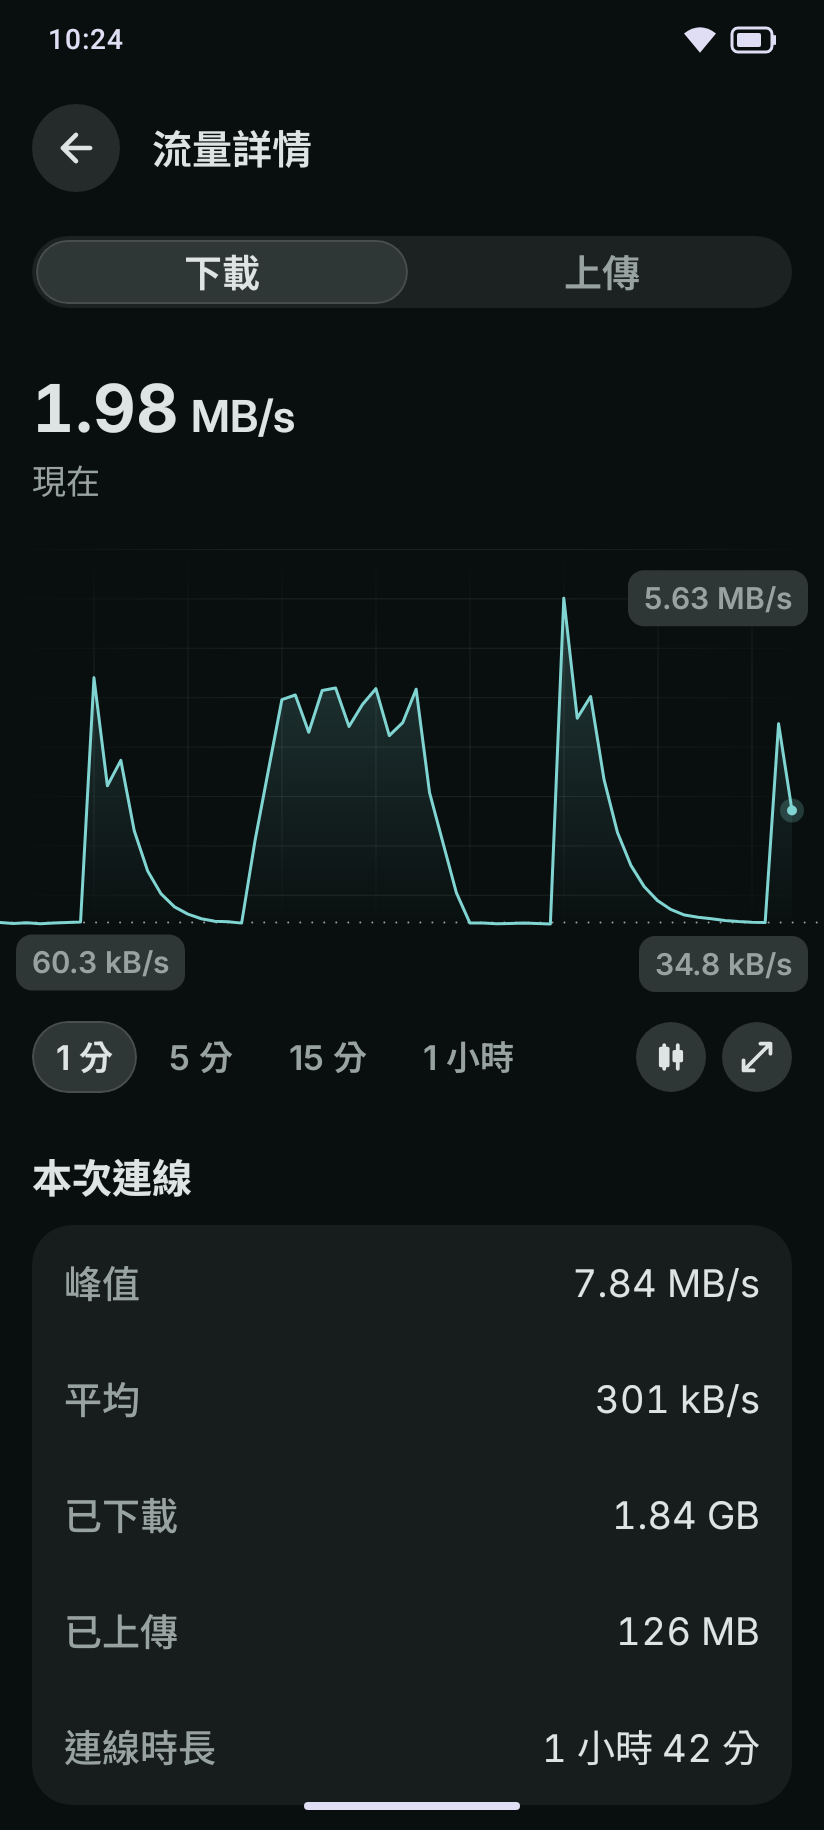 10:24
流量詳情
下載
上傳
1.98 MB/s
現在
5.63 MB/s
60.3 kB/s
34.8 kB/s
1 分
5 分
15 分
1 小時
本次連線
峰值
7.84 MB/s
平均
301 kB/s
已下載
1.84 GB
已上傳
126 MB
連線時長
1 小時 42 分